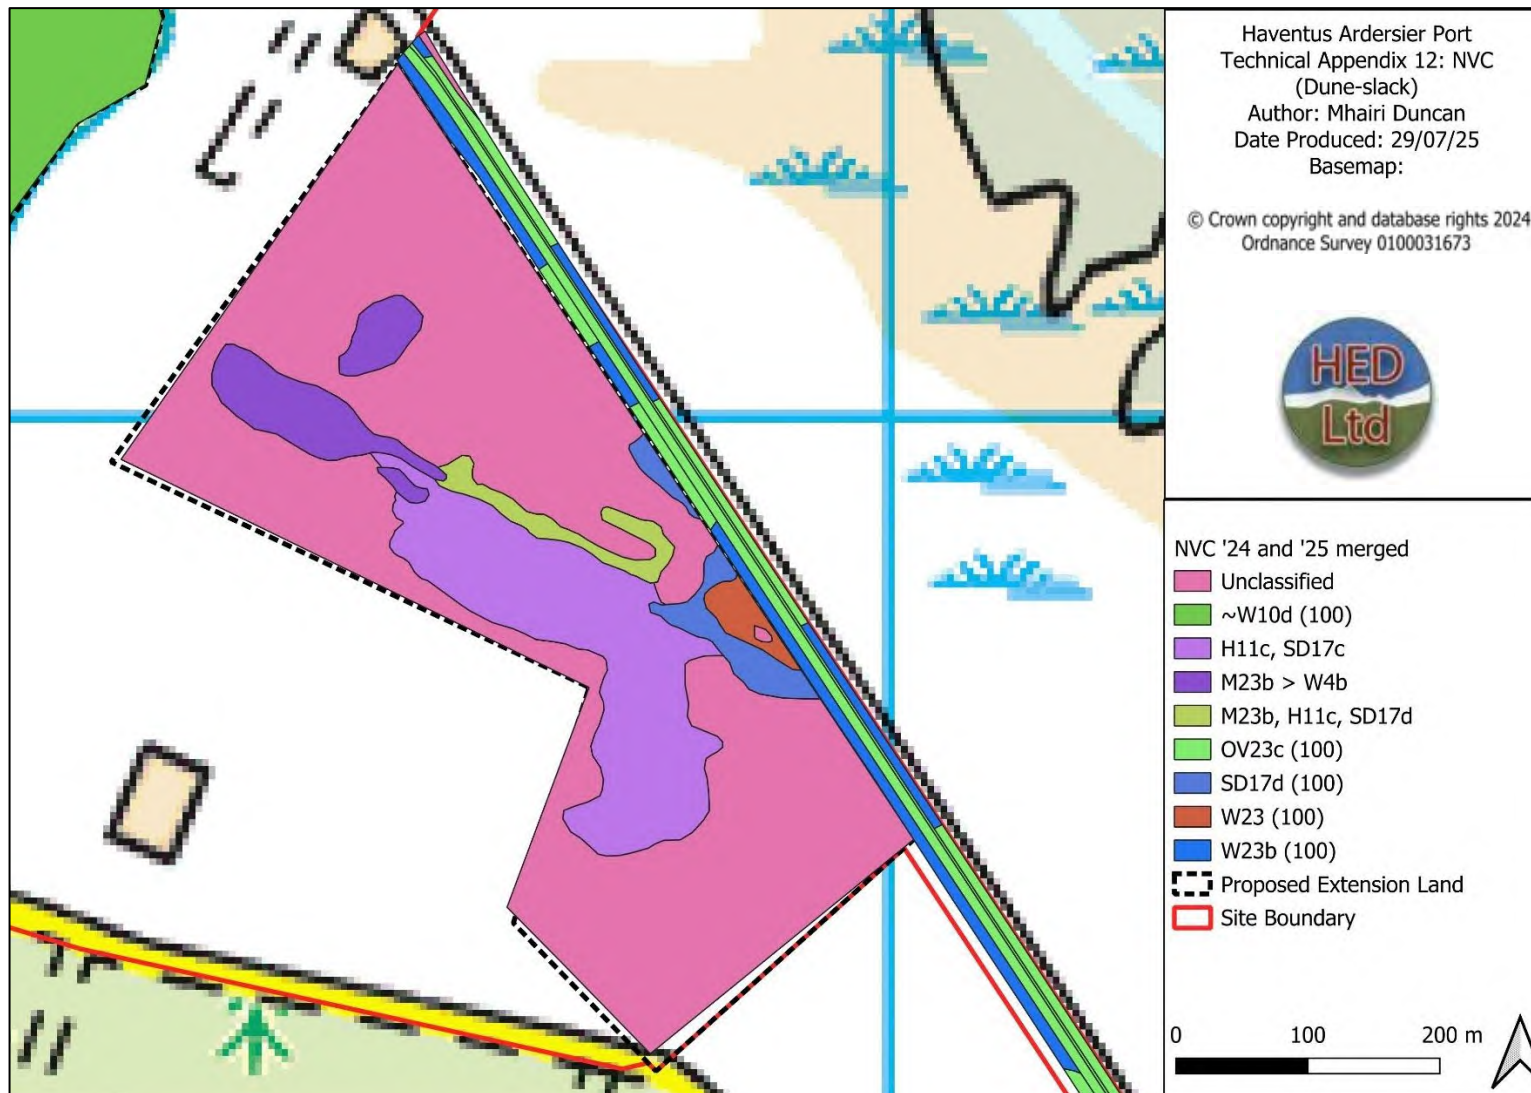 Haventus Ardersier Port
Technical Appendix 12: NVC
(Dune-slack)
Author: Mhairi Duncan
Date Produced: 29/07/25
Basemap:
© Crown copyright and database rights 2024
Ordnance Survey 0100031673
HED
Ltd
NVC '24 and '25 merged
Unclassified
~W10d (100)
H11c, SD17c
M23b > W4b
M23b, H11c, SD17d
OV23c (100)
SD17d (100)
W23 (100)
W23b (100)
Proposed Extension Land
Site Boundary
0 100 200 m